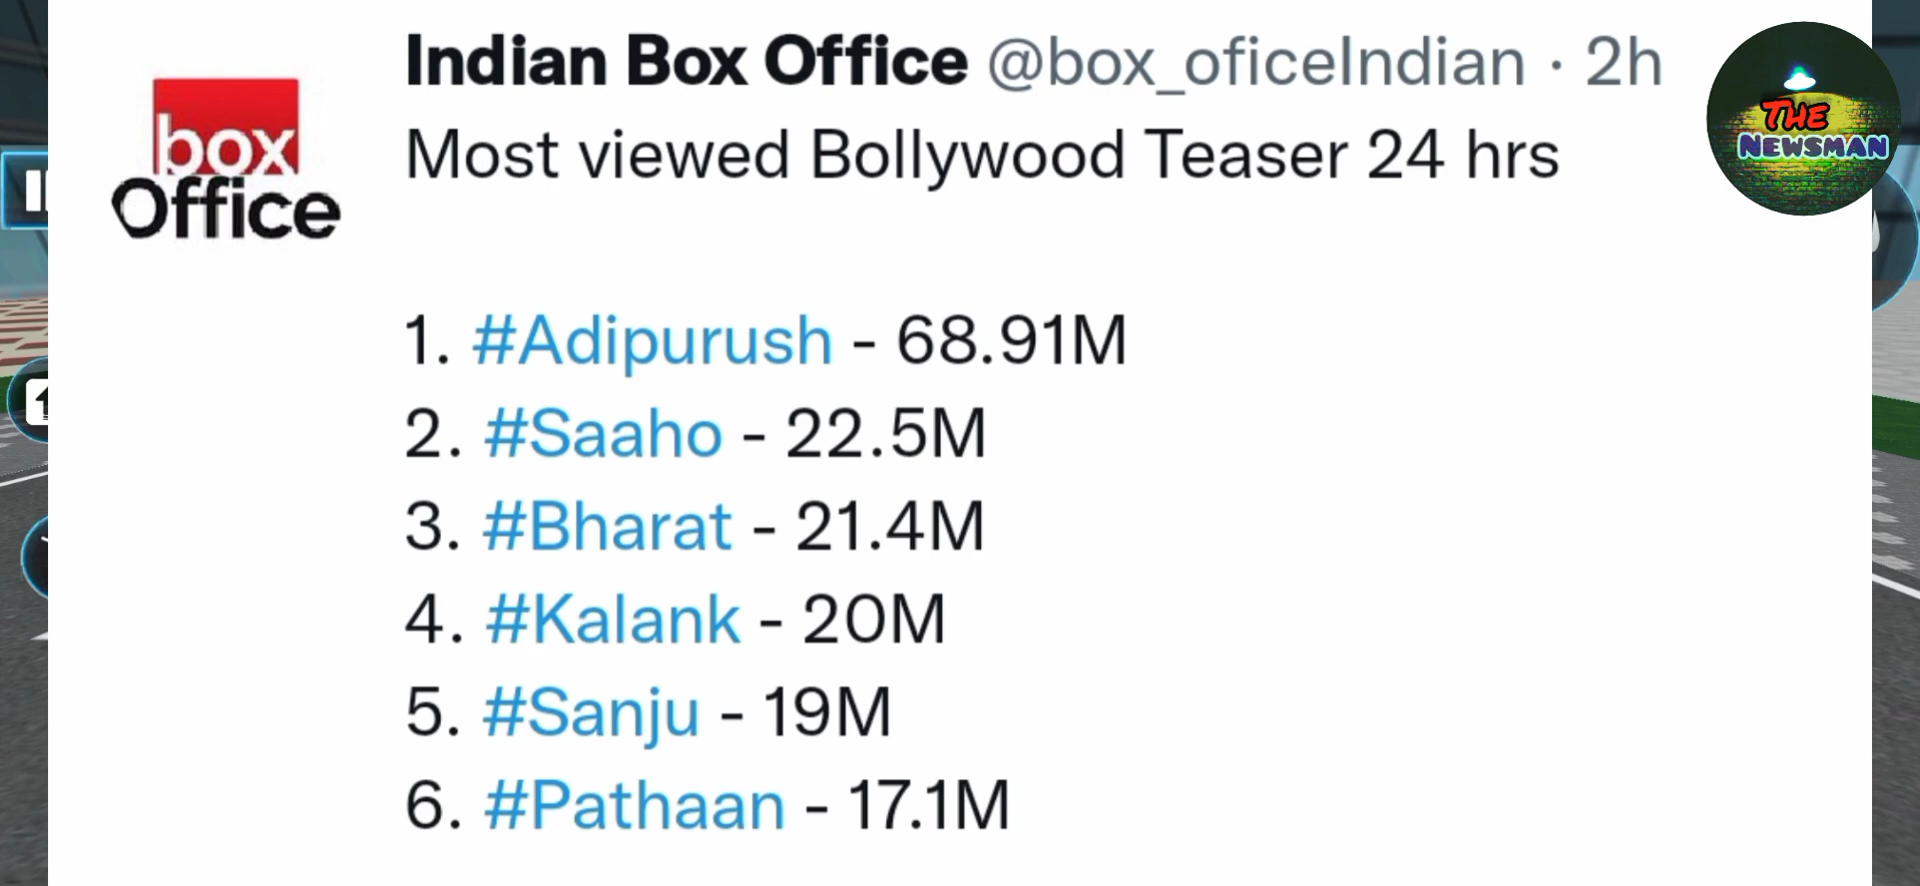 Indian Box Office @box_oficeIndian · 2h
Most viewed Bollywood Teaser 24 hrs
box
Office
THE
NEWSMAN
1. #Adipurush - 68.91M
2. #Saaho - 22.5M
3. #Bharat - 21.4M
4. #Kalank - 20M
5. #Sanju - 19M
6. #Pathaan - 17.1M